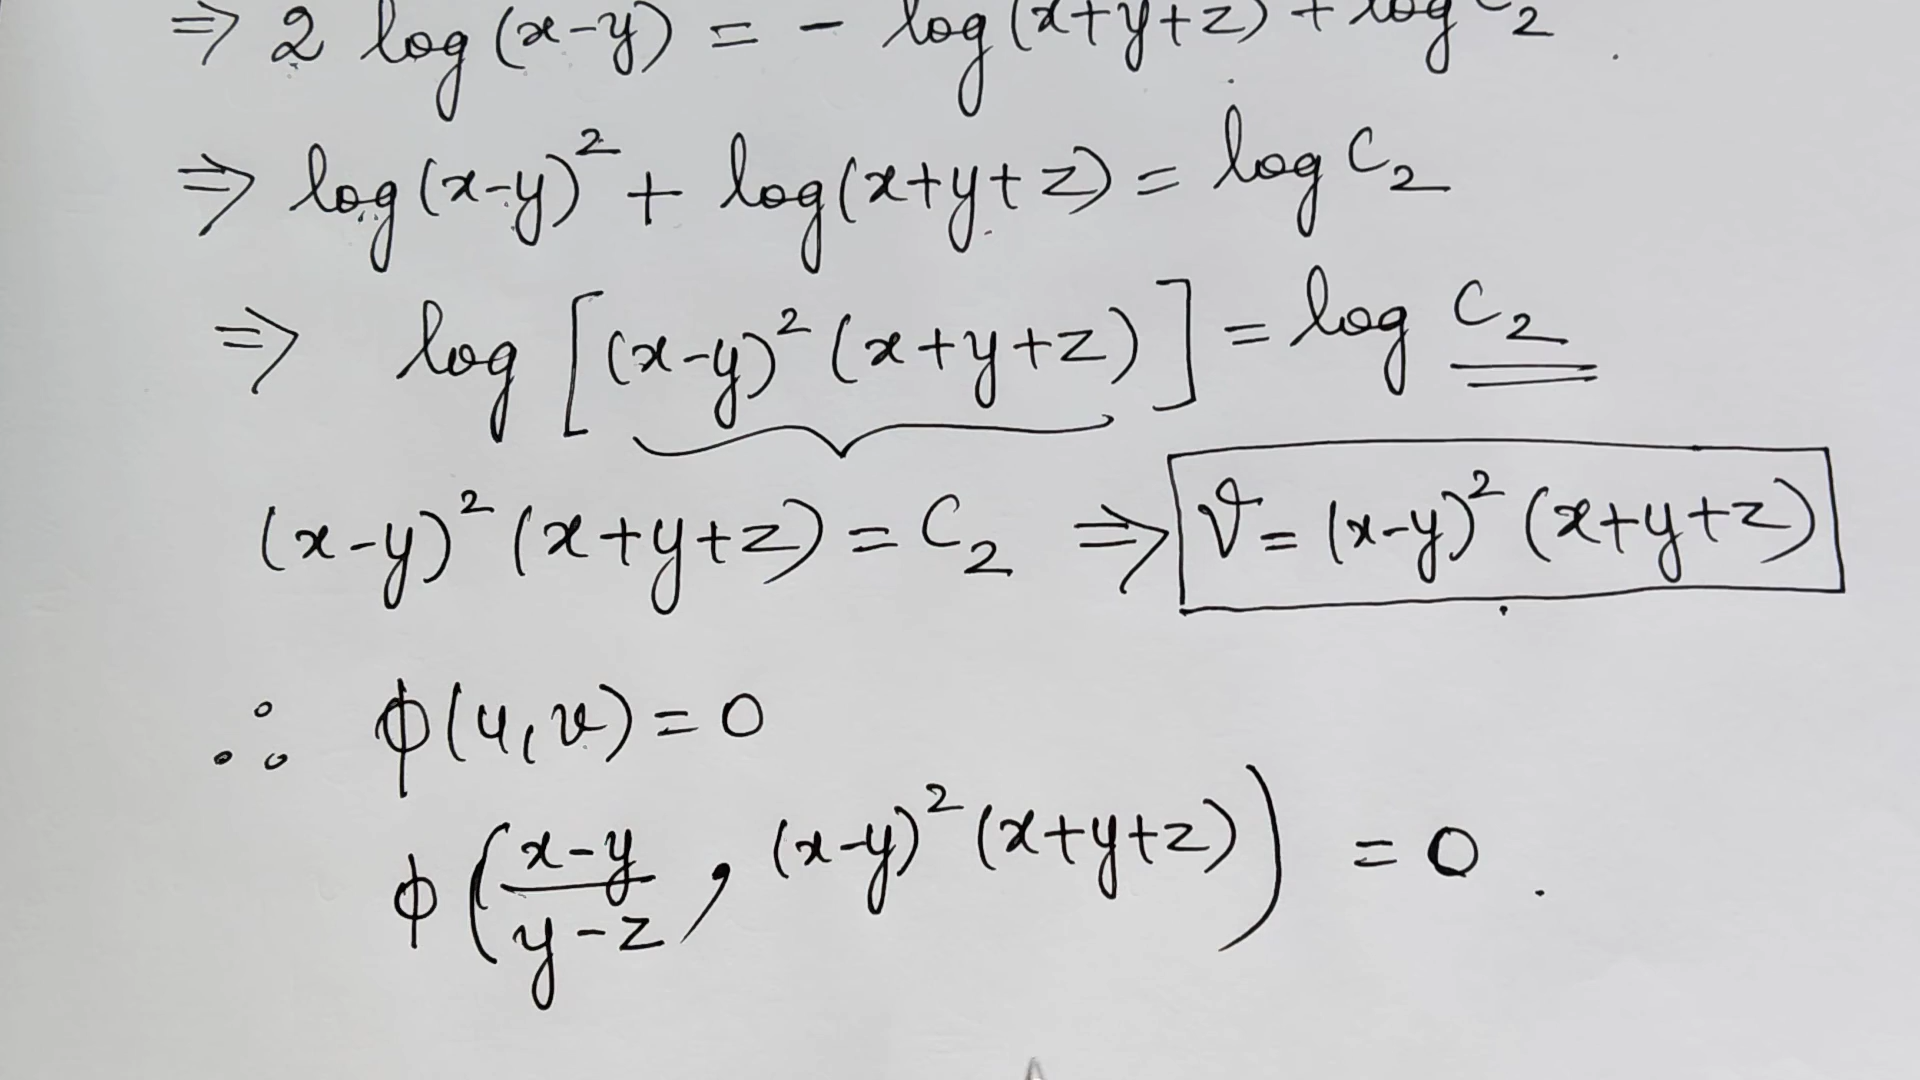 ⇒ 2 log (x-y) = - log (x+y+z) + log C₂
⇒ log (x-y)² + log (x+y+z) = log C₂
⇒ log [(x-y)² (x+y+z)] = log C₂
(x-y)² (x+y+z) = C₂ ⇒ v = (x-y)² (x+y+z)
∴ ϕ(u,v) = 0
ϕ((x-y)/(y-z), (x-y)² (x+y+z)) = 0.